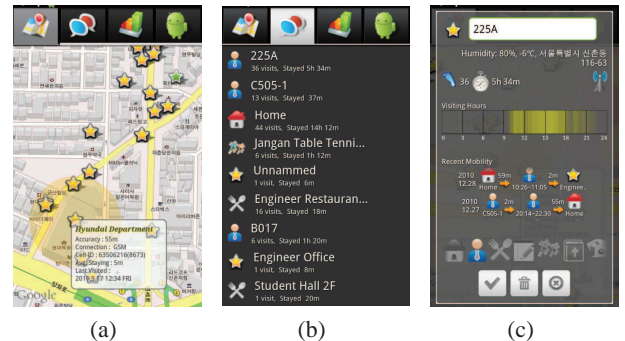 Hyundai Department
Accuracy : 55m
Connection : GSM
Cell-ID : 63506216(8673)
Avg. Staying : 5m
Last Visited :
2010.9.17 12:34 FRI
Google
(a)
225A
36 visits, Stayed 5h 34m
C505-1
13 visits, Stayed 37m
Home
44 visits, Stayed 14h 12m
Jangan Table Tenni...
6 visits, Stayed 1h 12m
Unnammed
1 visit, Stayed 6m
Engineer Restauran...
16 visits, Stayed 18m
B017
6 visits, Stayed 1h 20m
Engineer Office
1 visit, Stayed 8m
Student Hall 2F
1 visit, Stayed 20m
(b)
225A
Humidity: 80%, -6℃, 서울특별시 신촌동
116-63
36 5h 34m
Visiting Hours
0 3 6 9 12 15 18 21 24
Recent Mobility
2010 59m 2m
12.28 Home 10:26~11:05 Enginee..
2010 2m 55m
12.27 C505-1 20:14~22:30 Home
(c)